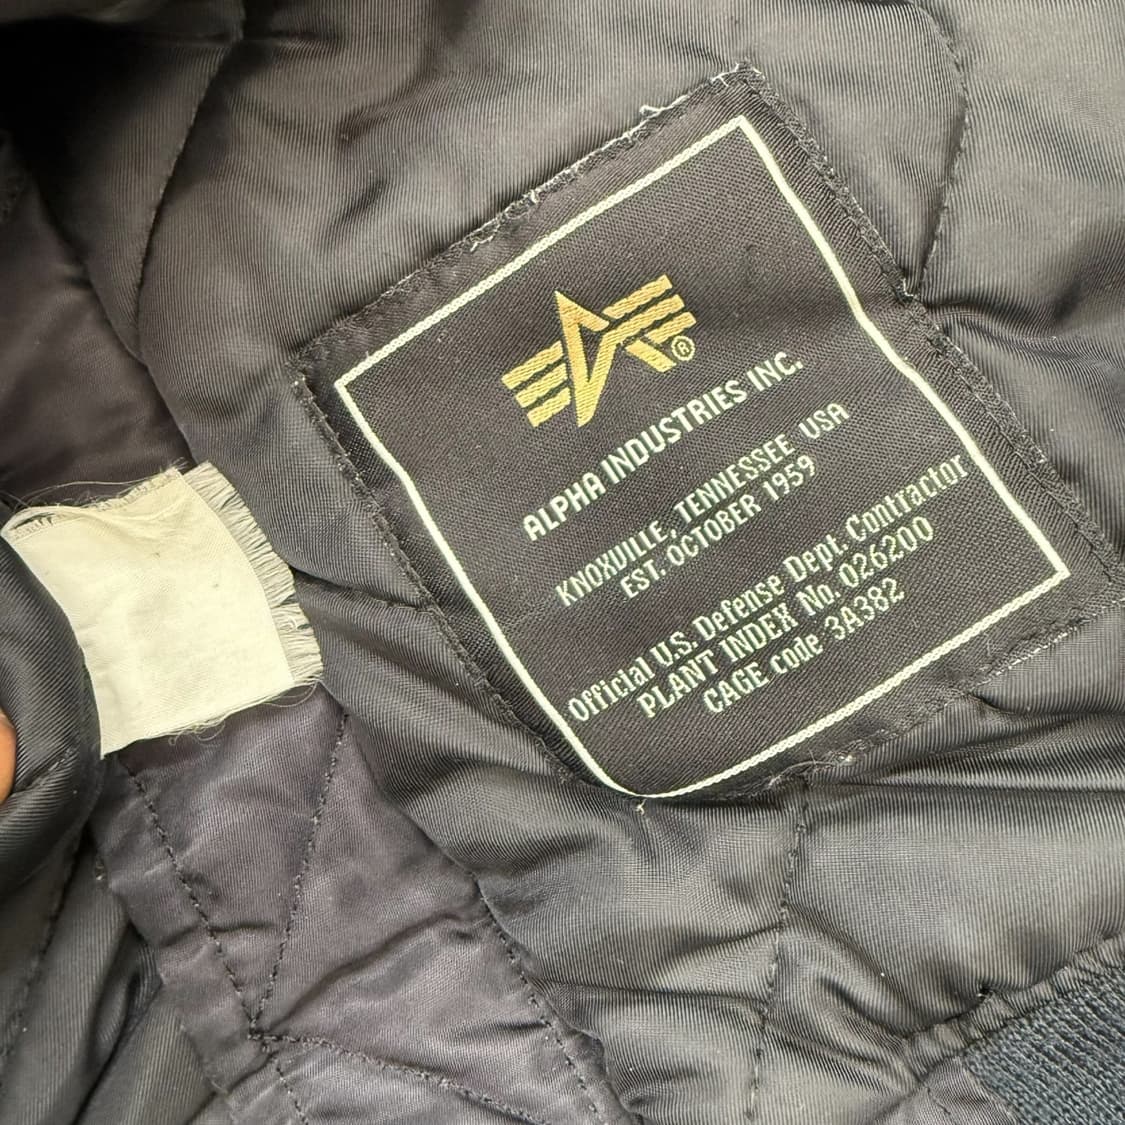 ®
ALPHA INDUSTRIES INC.
KNOXVILLE, TENNESSEE USA
EST. OCTOBER 1959
Official U.S. Defense Dept. Contractor
PLANT INDEX No. 026200
CAGE code 3A382